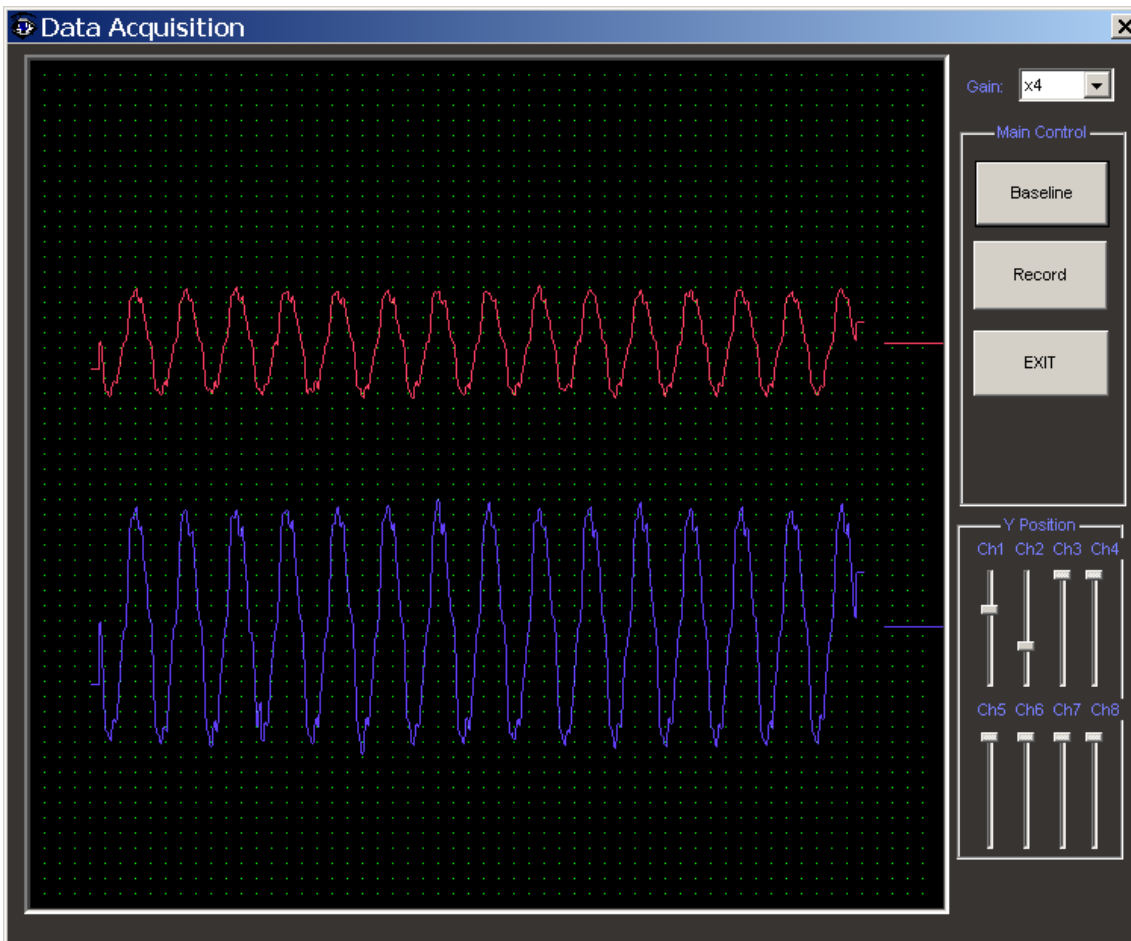 Data Acquisition
Gain: x4
Main Control
Baseline
Record
EXIT
Y Position
Ch1 Ch2 Ch3 Ch4
Ch5 Ch6 Ch7 Ch8